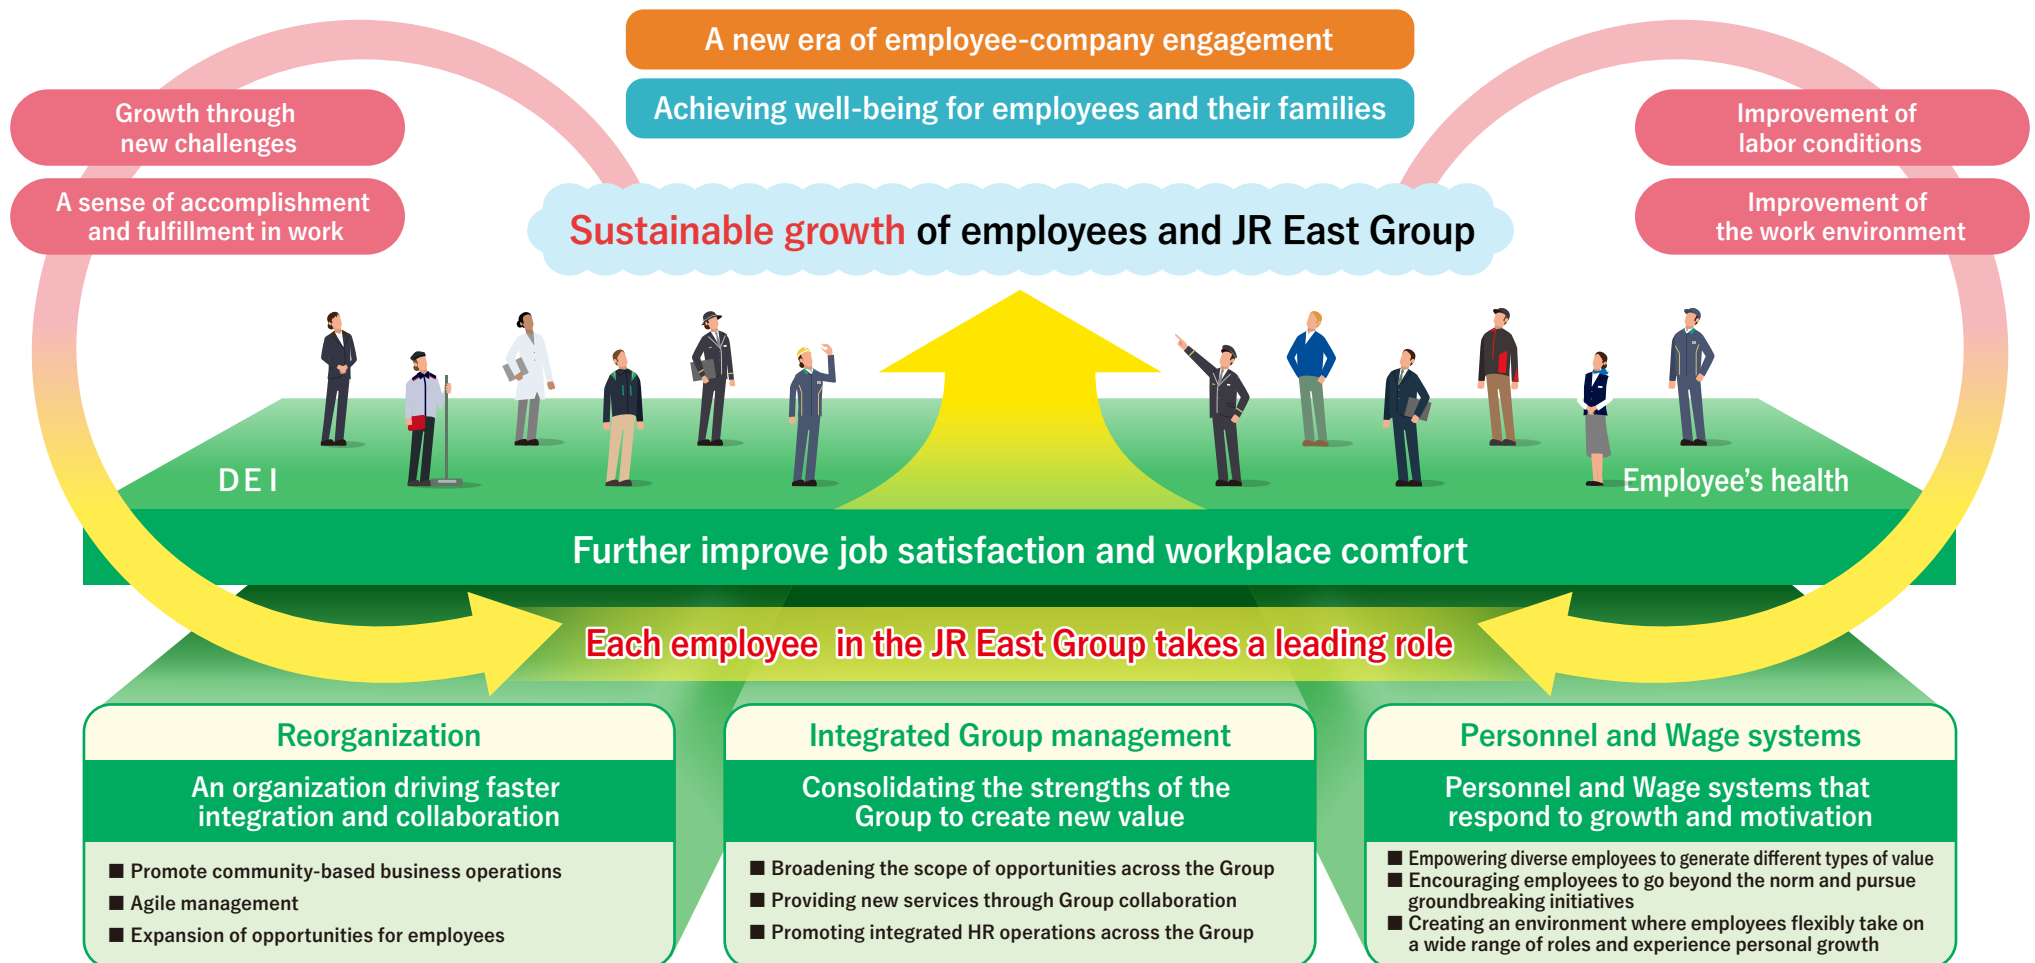 A new era of employee-company engagement
Achieving well-being for employees and their families
Growth through
new challenges
A sense of accomplishment
and fulfillment in work
Improvement of
labor conditions
Improvement of
the work environment
Sustainable growth of employees and JR East Group
DEI
Employee's health
Further improve job satisfaction and workplace comfort
Each employee in the JR East Group takes a leading role
Reorganization
An organization driving faster
integration and collaboration
■ Promote community-based business operations
■ Agile management
■ Expansion of opportunities for employees
Integrated Group management
Consolidating the strengths of the
Group to create new value
■ Broadening the scope of opportunities across the Group
■ Providing new services through Group collaboration
■ Promoting integrated HR operations across the Group
Personnel and Wage systems
Personnel and Wage systems that
respond to growth and motivation
■ Empowering diverse employees to generate different types of value
■ Encouraging employees to go beyond the norm and pursue
groundbreaking initiatives
■ Creating an environment where employees flexibly take on
a wide range of roles and experience personal growth